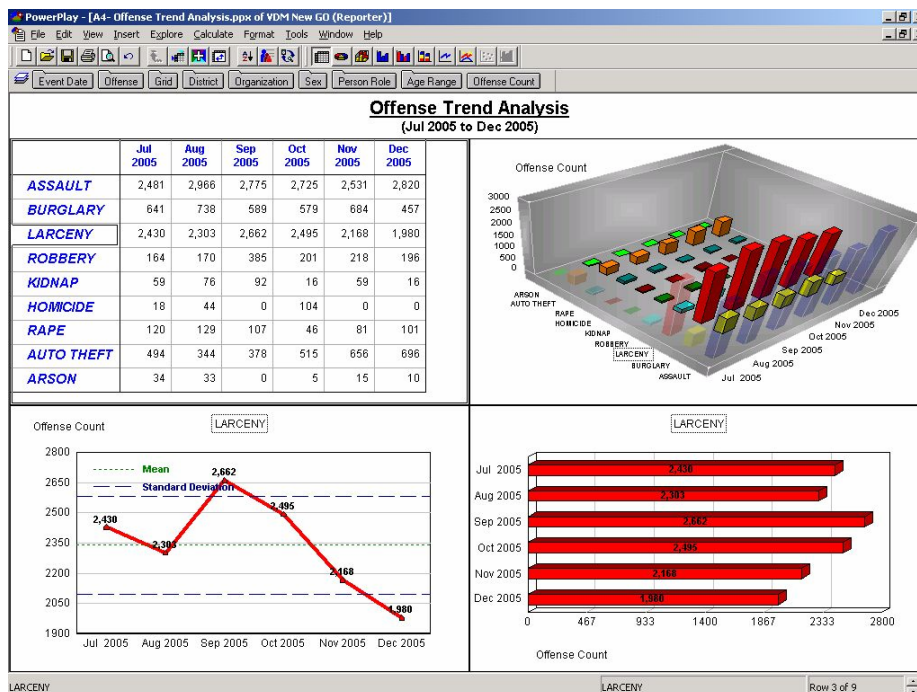 PowerPlay - [A4- Offense Trend Analysis.ppx of VDM New GO (Reporter)]
File Edit View Insert Explore Calculate Format Tools Window Help
Event Date Offense Grid District Organization Sex Person Role Age Range Offense Count
Offense Trend Analysis
(Jul 2005 to Dec 2005)
Jul 2005 Aug 2005 Sep 2005 Oct 2005 Nov 2005 Dec 2005
ASSAULT 2,481 2,966 2,775 2,725 2,531 2,820
BURGLARY 641 738 589 579 684 457
LARCENY 2,430 2,303 2,662 2,495 2,168 1,980
ROBBERY 164 170 385 201 218 196
KIDNAP 59 76 92 16 59 16
HOMICIDE 18 44 0 104 0 0
RAPE 120 129 107 46 81 101
AUTO THEFT 494 344 378 515 656 696
ARSON 34 33 0 5 15 10
Offense Count
3000
2500
2000
1500
1000
500
0
ARSON
AUTO THEFT
RAPE
HOMICIDE
KIDNAP
ROBBERY
LARCENY
BURGLARY
ASSAULT
Jul 2005
Aug 2005
Sep 2005
Oct 2005
Nov 2005
Dec 2005
Offense Count
LARCENY
2800
2650
2500
2350
2200
2050
1900
Mean
Standard Deviation
2,430
2,303
2,662
2,495
2,168
1,980
Jul 2005 Aug 2005 Sep 2005 Oct 2005 Nov 2005 Dec 2005
LARCENY
Jul 2005 2,430
Aug 2005 2,303
Sep 2005 2,662
Oct 2005 2,495
Nov 2005 2,168
Dec 2005 1,980
0 467 933 1400 1867 2333 2800
Offense Count
LARCENY LARCENY Row 3 of 9